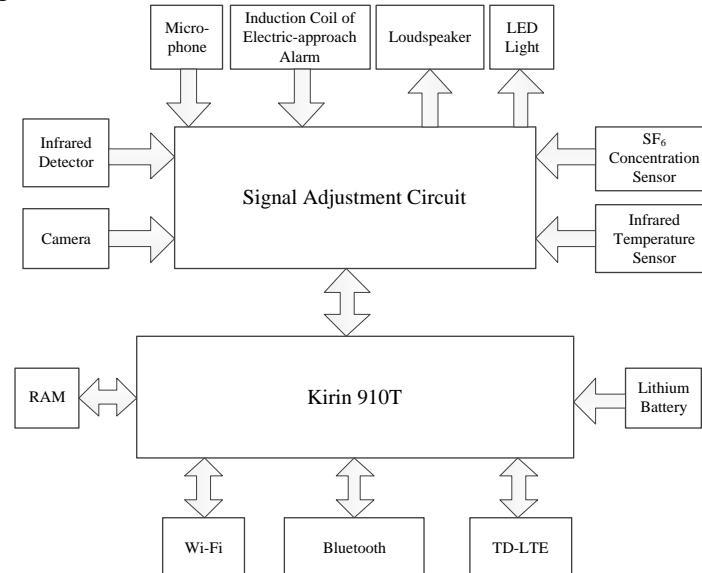 Micro-
phone
Induction Coil of
Electric-approach
Alarm
Loudspeaker
LED
Light
Infrared
Detector
SF₆
Concentration
Sensor
Signal Adjustment Circuit
Camera
Infrared
Temperature
Sensor
RAM
Kirin 910T
Lithium
Battery
Wi-Fi
Bluetooth
TD-LTE